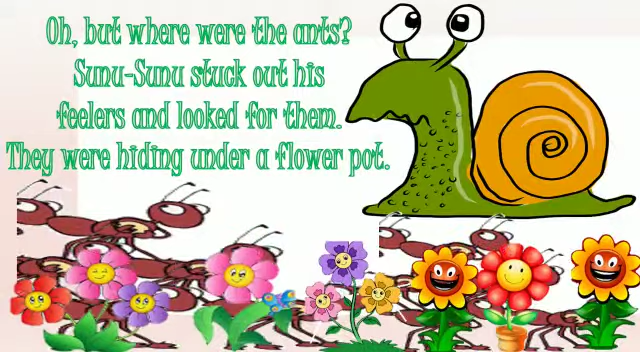 Oh, but where were the ants?
Sunu-Sunu stuck out his
feelers and looked for them.
They were hiding under a flower pot.